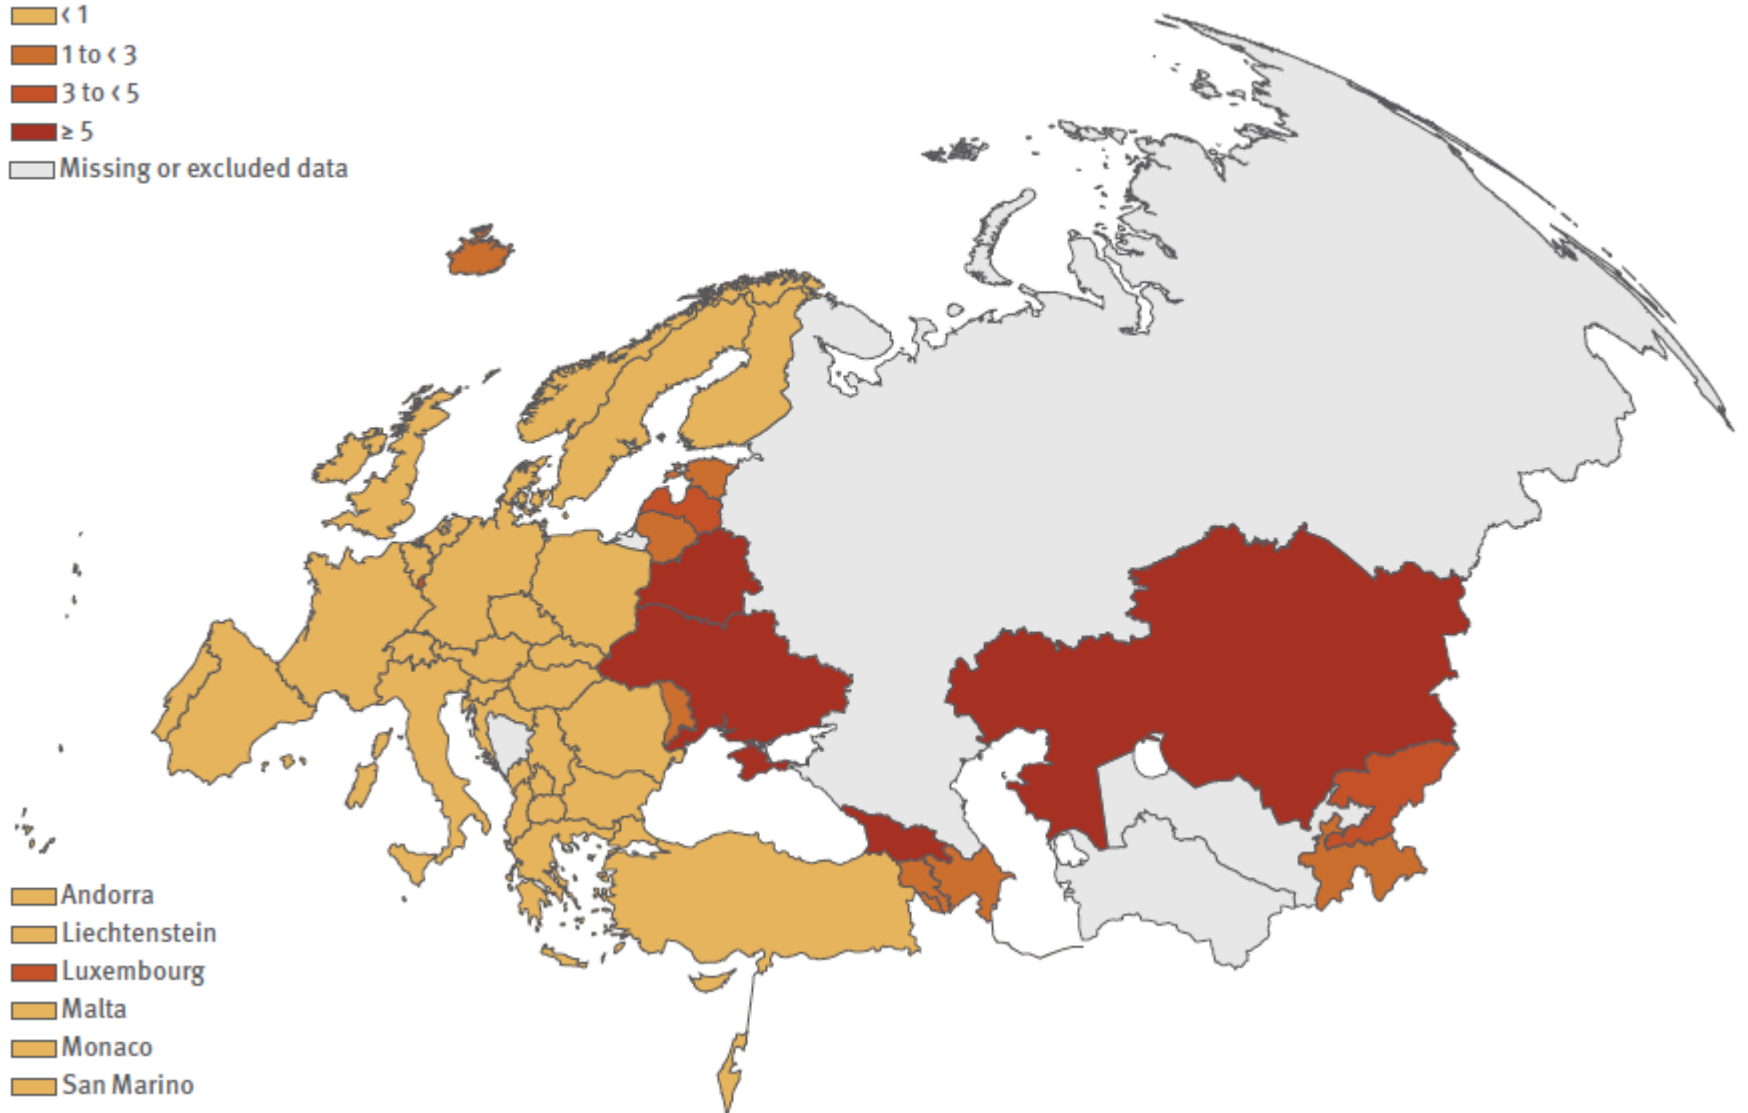 < 1
1 to < 3
3 to < 5
≥ 5
Missing or excluded data
Andorra
Liechtenstein
Luxembourg
Malta
Monaco
San Marino